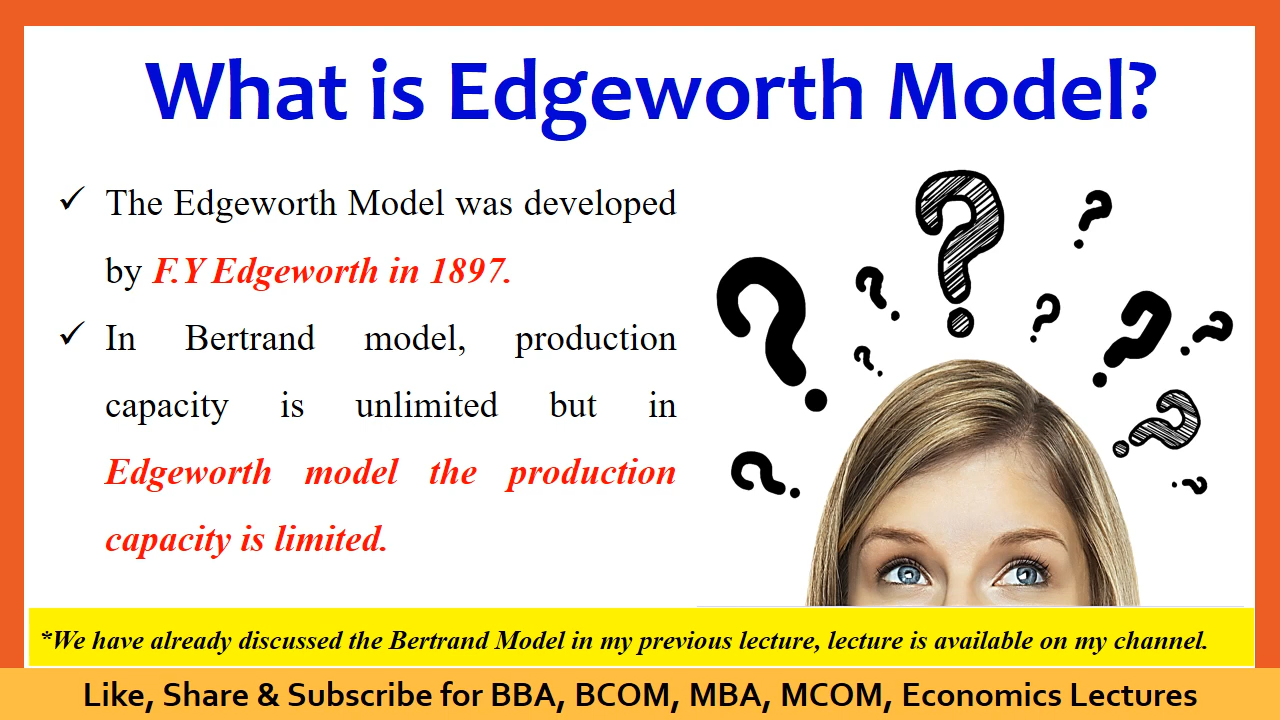 What is Edgeworth Model?
✓ The Edgeworth Model was developed
by F.Y Edgeworth in 1897.
✓ In Bertrand model, production
capacity is unlimited but in
Edgeworth model the production
capacity is limited.
*We have already discussed the Bertrand Model in my previous lecture, lecture is available on my channel.
Like, Share & Subscribe for BBA, BCOM, MBA, MCOM, Economics Lectures